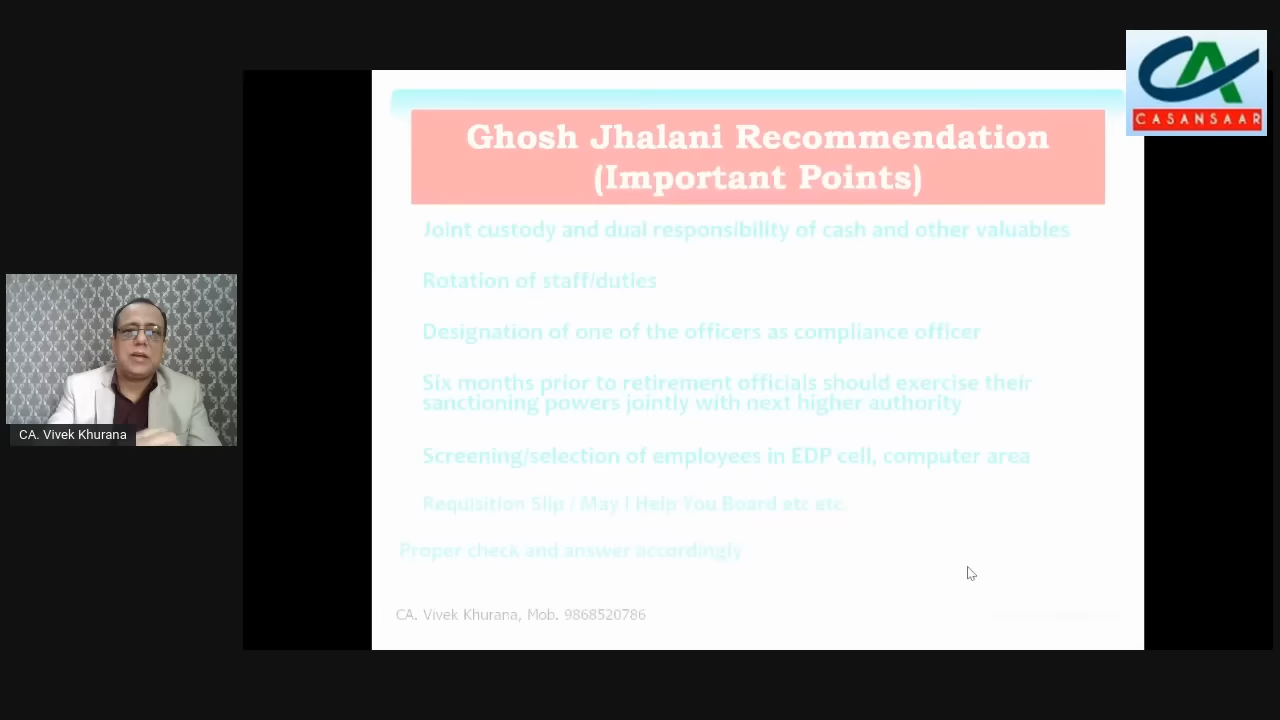 CASANSAAR
Ghosh Jhalani Recommendation
(Important Points)
Joint custody and dual responsibility of cash and other valuables
Rotation of staff/duties
Designation of one of the officers as compliance officer
Six months prior to retirement officials should exercise their
sanctioning powers jointly with next higher authority
Screening/selection of employees in EDP cell, computer area
Requisition Slip / May I Help You Board etc etc.
Proper check and answer accordingly
CA. Vivek Khurana, Mob. 9868520786
CA. Vivek Khurana